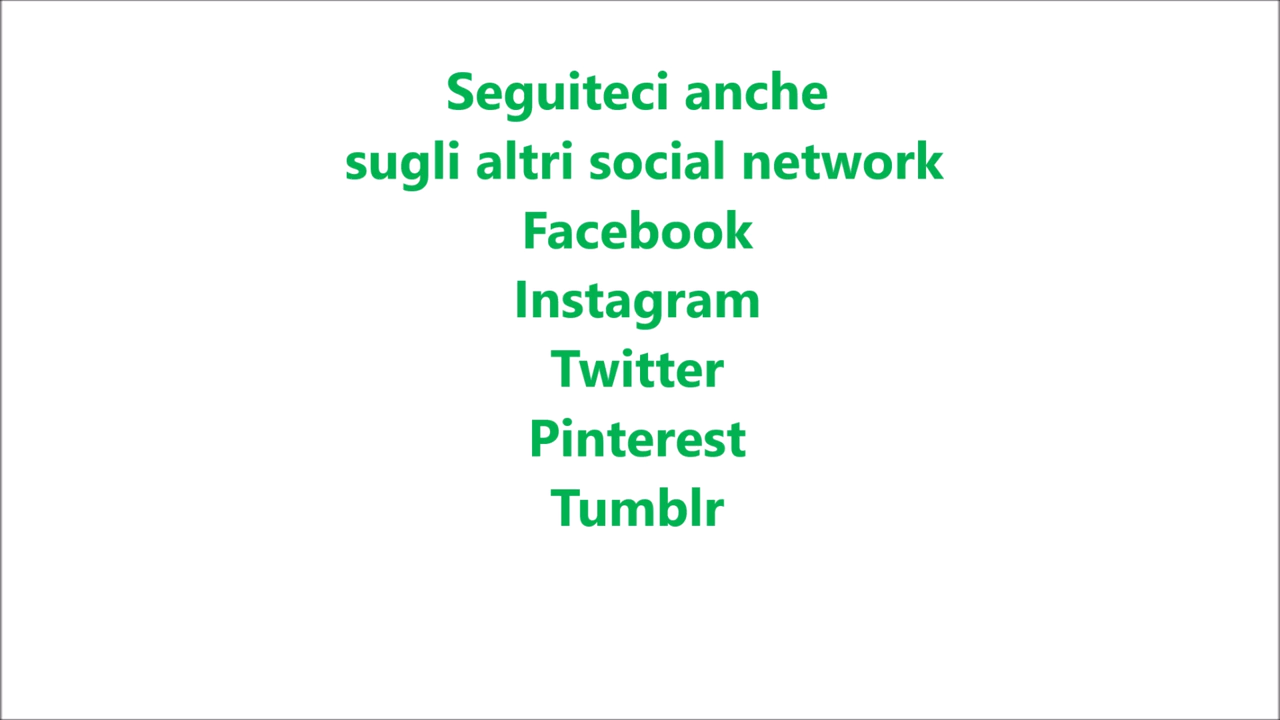 Seguiteci anche
sugli altri social network
Facebook
Instagram
Twitter
Pinterest
Tumblr